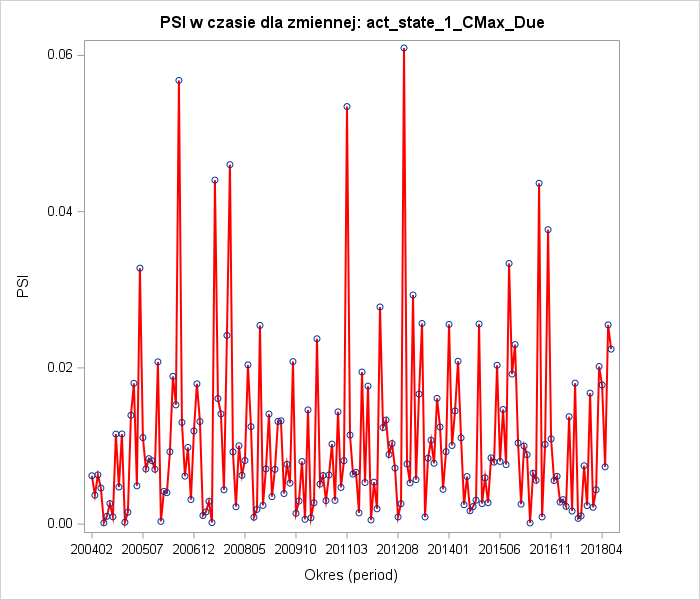 PSI w czasie dla zmiennej: act_state_1_CMax_Due
0.06
0.04
PSI
0.02
0.00
200402 200507 200612 200805 200910 201103 201208 201401 201506 201611 201804
Okres (period)